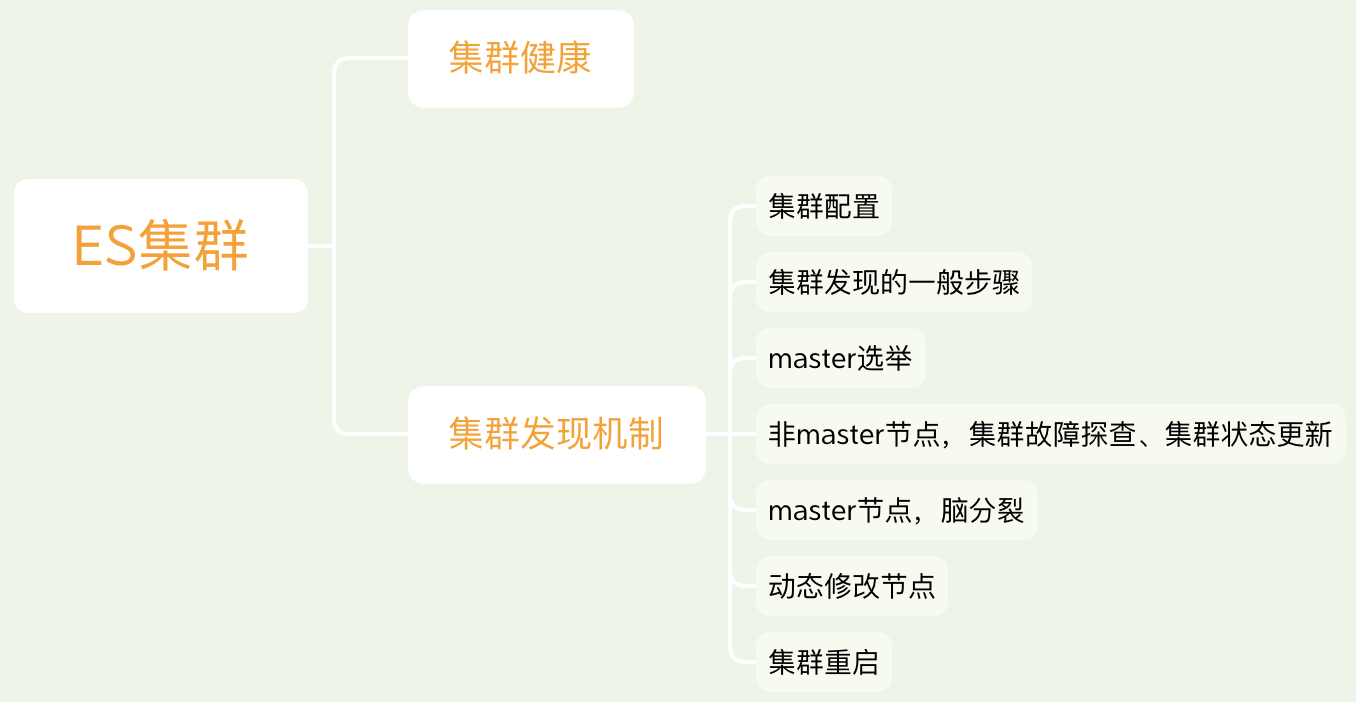 集群健康
ES集群
集群发现机制
集群配置
集群发现的一般步骤
master选举
非master节点，集群故障探查、集群状态更新
master节点，脑分裂
动态修改节点
集群重启